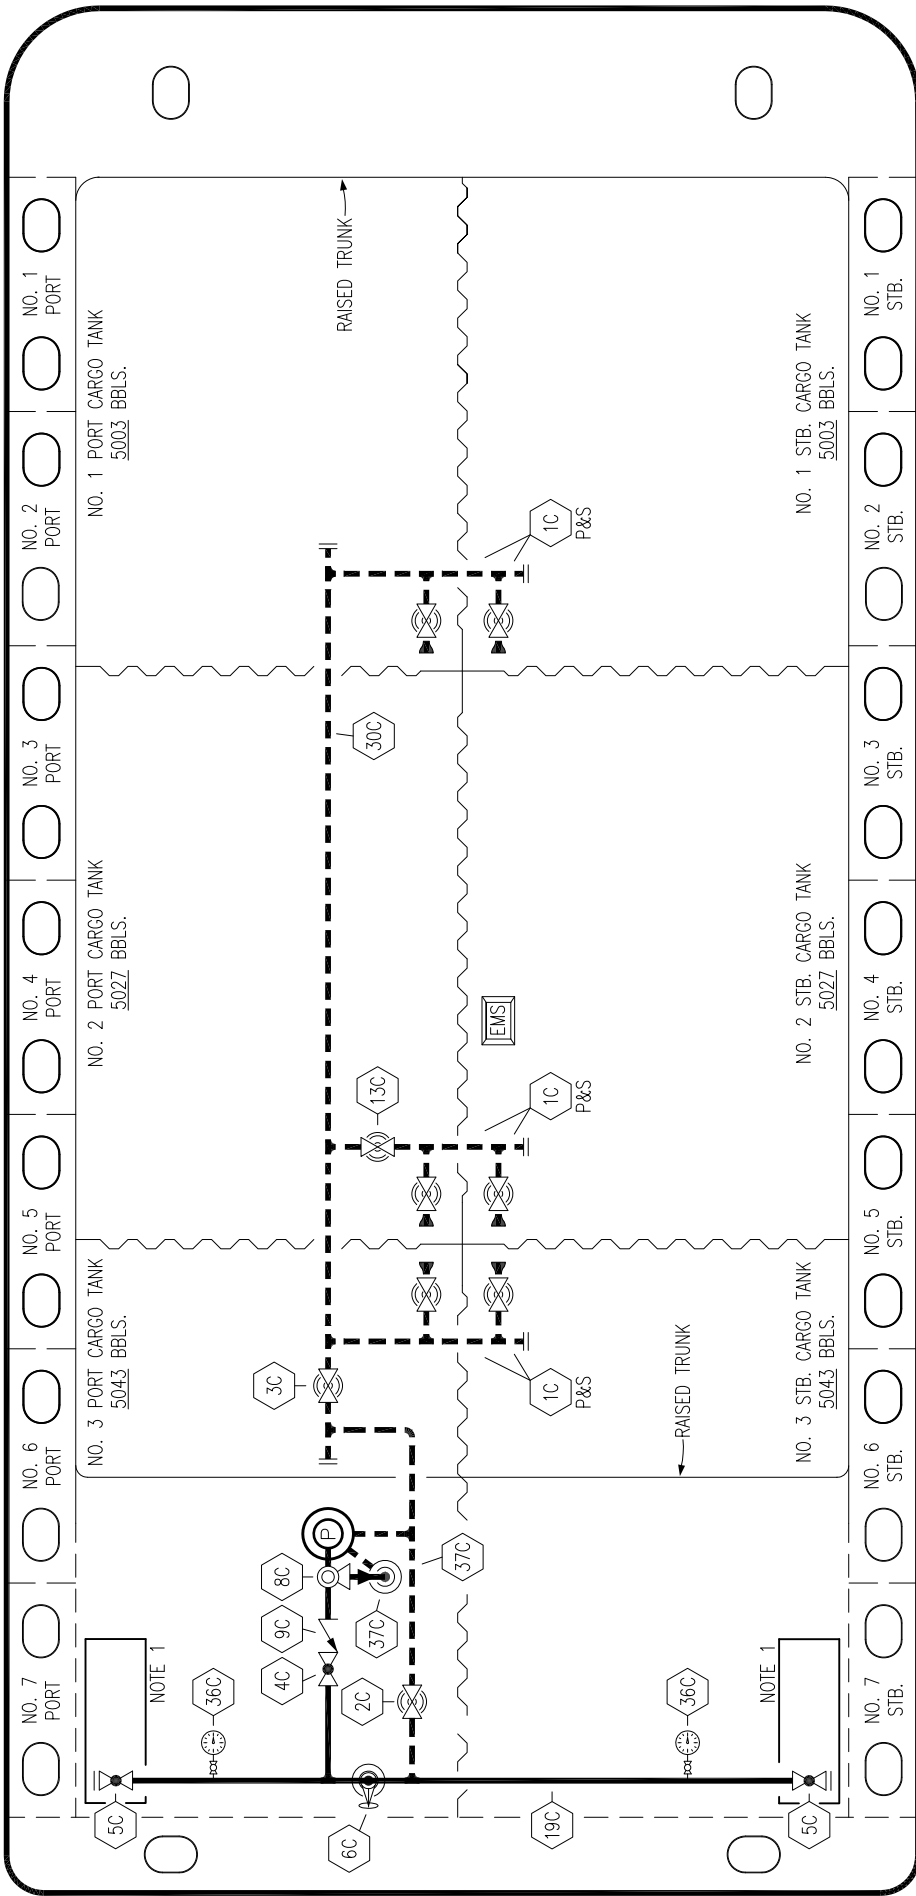 NO. 1
PORT
NO. 2
PORT
NO. 3
PORT
NO. 4
PORT
NO. 5
PORT
NO. 6
PORT
NO. 7
PORT
NO. 1 PORT CARGO TANK
5003 BBLS.
NO. 2 PORT CARGO TANK
5027 BBLS.
NO. 3 PORT CARGO TANK
5043 BBLS.
NOTE 1
RAISED TRUNK
30C
13C
3C
8C
9C
4C
37C
2C
P
36C
5C
6C
1C
P&S
1C
P&S
1C
P&S
EMS
37C
19C
RAISED TRUNK
36C
5C
NOTE 1
NO. 1 STB. CARGO TANK
5003 BBLS.
NO. 2 STB. CARGO TANK
5027 BBLS.
NO. 3 STB. CARGO TANK
5043 BBLS.
NO. 1
STB.
NO. 2
STB.
NO. 3
STB.
NO. 4
STB.
NO. 5
STB.
NO. 6
STB.
NO. 7
STB.